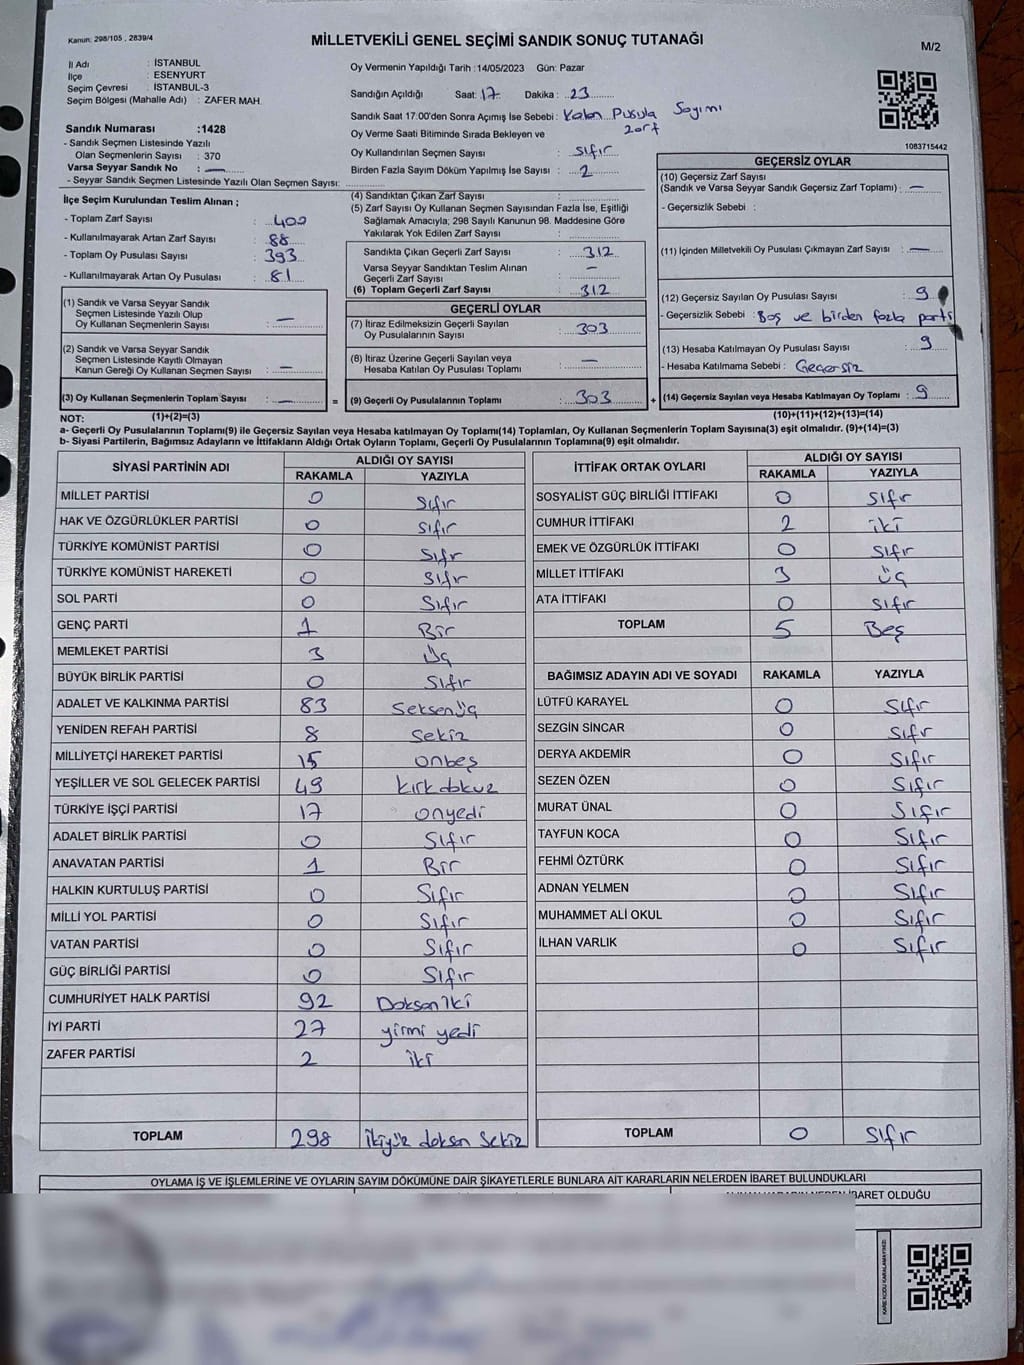 Kanun: 298/105 , 2839/4
MİLLETVEKİLİ GENEL SEÇİMİ SANDIK SONUÇ TUTANAĞI
M/2
İl Adı : İSTANBUL
İlçe : ESENYURT
Seçim Çevresi : İSTANBUL-3
Seçim Bölgesi (Mahalle Adı) : ZAFER MAH.
Oy Vermenin Yapıldığı Tarih :14/05/2023 Gün: Pazar
Sandığın Açıldığı Saat: 17 Dakika : 23
Sandık Saat 17:00'den Sonra Açımış İse Sebebi : Kalan Pusula Sayımı
zarf
Oy Verme Saati Bitiminde Sırada Bekleyen ve
Oy Kullandırılan Seçmen Sayısı : sıfır
Birden Fazla Sayım Döküm Yapılmış İse Sayısı : 2
1083715442
Sandık Numarası :1428
- Sandık Seçmen Listesinde Yazılı
Olan Seçmenlerin Sayısı : 370
Varsa Seyyar Sandık No : —
- Seyyar Sandık Seçmen Listesinde Yazılı Olan Seçmen Sayısı:
İlçe Seçim Kurulundan Teslim Alınan ;
- Toplam Zarf Sayısı : 400
- Kullanılmayarak Artan Zarf Sayısı : 88
- Toplam Oy Pusulası Sayısı : 393
- Kullanılmayarak Artan Oy Pusulası : 81
(1) Sandık ve Varsa Seyyar Sandık
Seçmen Listesinde Yazılı Olup
Oy Kullanan Seçmenlerin Sayısı : —
(2) Sandık ve Varsa Seyyar Sandık
Seçmen Listesinde Kayıtlı Olmayan
Kanun Gereği Oy Kullanan Seçmen Sayısı : —
(3) Oy Kullanan Seçmenlerin Toplam Sayısı : —
=
(4) Sandıktan Çıkan Zarf Sayısı :
(5) Zarf Sayısı Oy Kullanan Seçmen Sayısından Fazla İse, Eşitliği
Sağlamak Amacıyla; 298 Sayılı Kanunun 98. Maddesine Göre
Yakılarak Yok Edilen Zarf Sayısı :
Sandıkta Çıkan Geçerli Zarf Sayısı : 312
Varsa Seyyar Sandıktan Teslim Alınan
Geçerli Zarf Sayısı : —
(6) Toplam Geçerli Zarf Sayısı : 312
GEÇERLİ OYLAR
(7) İtiraz Edilmeksizin Geçerli Sayılan
Oy Pusulalarının Sayısı : 303
(8) İtiraz Üzerine Geçerli Sayılan veya
Hesaba Katılan Oy Pusulası Toplamı : —
(9) Geçerli Oy Pusulalarının Toplamı : 303
+
GEÇERSİZ OYLAR
(10) Geçersiz Zarf Sayısı
(Sandık ve Varsa Seyyar Sandık Geçersiz Zarf Toplamı) : —
- Geçersizlik Sebebi :
(11) İçinden Milletvekili Oy Pusulası Çıkmayan Zarf Sayısı : —
(12) Geçersiz Sayılan Oy Pusulası Sayısı : 9
- Geçersizlik Sebebi : Boş ve birden fazla parti
(13) Hesaba Katılmayan Oy Pusulası Sayısı : 9
- Hesaba Katılmama Sebebi : Geçersiz
(14) Geçersiz Sayılan veya Hesaba Katılmayan Oy Toplamı : 9
NOT: (1)+(2)=(3) (10)+(11)+(12)+(13)=(14)
a- Geçerli Oy Pusulalarının Toplamı(9) ile Geçersiz Sayılan veya Hesaba katılmayan Oy Toplamı(14) Toplamları, Oy Kullanan Seçmenlerin Toplam Sayısına(3) eşit olmalıdır. (9)+(14)=(3)
b- Siyasi Partilerin, Bağımsız Adayların ve İttifakların Aldığı Ortak Oyların Toplamı, Geçerli Oy Pusulalarının Toplamına(9) eşit olmalıdır.
SİYASİ PARTİNİN ADI ALDIĞI OY SAYISI
RAKAMLA YAZIYLA
MİLLET PARTİSİ 0 Sıfır
HAK VE ÖZGÜRLÜKLER PARTİSİ 0 sıfır
TÜRKİYE KOMÜNİST PARTİSİ 0 Sıfır
TÜRKİYE KOMÜNİST HAREKETİ 0 Sıfır
SOL PARTİ 0 Sıfır
GENÇ PARTİ 1 Bir
MEMLEKET PARTİSİ 3 Üç
BÜYÜK BİRLİK PARTİSİ 0 Sıfır
ADALET VE KALKINMA PARTİSİ 83 Seksenüç
YENİDEN REFAH PARTİSİ 8 Sekiz
MİLLİYETÇİ HAREKET PARTİSİ 15 onbeş
YEŞİLLER VE SOL GELECEK PARTİSİ 49 kırkdokuz
TÜRKİYE İŞÇİ PARTİSİ 17 onyedi
ADALET BİRLİK PARTİSİ 0 Sıfır
ANAVATAN PARTİSİ 1 Bir
HALKIN KURTULUŞ PARTİSİ 0 Sıfır
MİLLİ YOL PARTİSİ 0 Sıfır
VATAN PARTİSİ 0 Sıfır
GÜÇ BİRLİĞİ PARTİSİ 0 Sıfır
CUMHURİYET HALK PARTİSİ 92 Doksaniki
İYİ PARTİ 27 yirmi yedi
ZAFER PARTİSİ 2 iki
TOPLAM 298 ikiyüz doksan sekiz
İTTİFAK ORTAK OYLARI ALDIĞI OY SAYISI
RAKAMLA YAZIYLA
SOSYALİST GÜÇ BİRLİĞİ İTTİFAKI 0 Sıfır
CUMHUR İTTİFAKI 2 iki
EMEK VE ÖZGÜRLÜK İTTİFAKI 0 Sıfır
MİLLET İTTİFAKI 3 üç
ATA İTTİFAKI 0 Sıfır
TOPLAM 5 Beş
BAĞIMSIZ ADAYIN ADI VE SOYADI RAKAMLA YAZIYLA
LÜTFÜ KARAYEL 0 Sıfır
SEZGİN SİNCAR 0 Sıfır
DERYA AKDEMİR 0 Sıfır
SEZEN ÖZEN 0 Sıfır
MURAT ÜNAL 0 Sıfır
TAYFUN KOCA 0 Sıfır
FEHMİ ÖZTÜRK 0 Sıfır
ADNAN YELMEN 0 Sıfır
MUHAMMET ALİ OKUL 0 Sıfır
İLHAN VARLIK 0 Sıfır
TOPLAM 0 Sıfır
OYLAMA İŞ VE İŞLEMLERİNE VE OYLARIN SAYIM DÖKÜMÜNE DAİR ŞİKAYETLERLE BUNLARA AİT KARARLARIN NELERDEN İBARET BULUNDUKLARI
İBARET OLDUĞU
KARE KODU KARALAMAYINIZ!